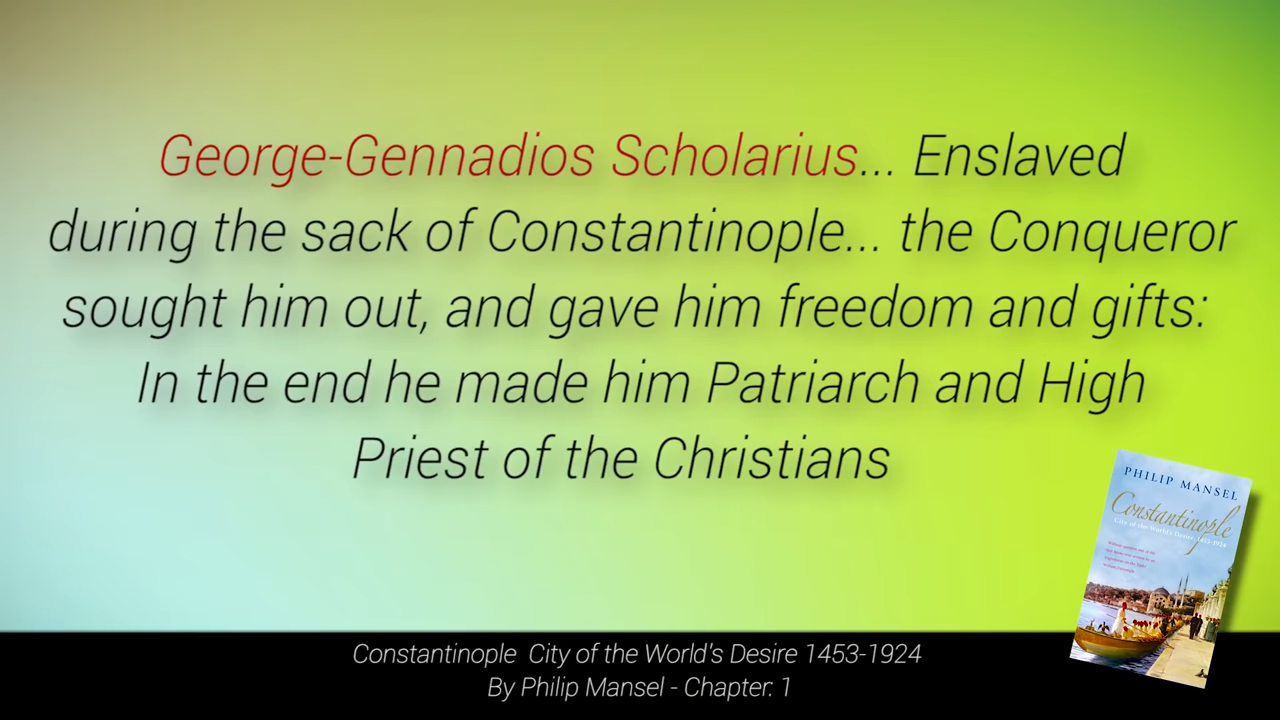 George-Gennadios Scholarius... Enslaved
during the sack of Constantinople... the Conqueror
sought him out, and gave him freedom and gifts:
In the end he made him Patriarch and High
Priest of the Christians
PHILIP MANSEL
Constantinople
City of the World's Desire, 1453-1924
Constantinople City of the World's Desire 1453-1924
By Philip Mansel - Chapter: 1